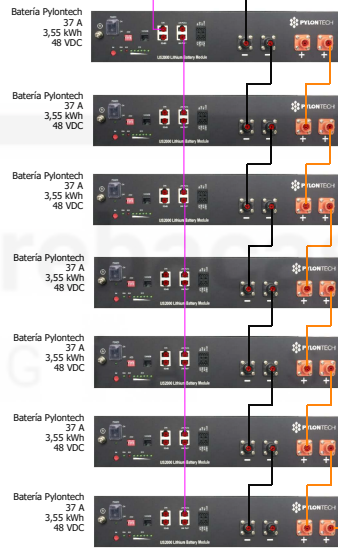 Batería Pylontech
37 A
3,55 kWh
48 VDC
PYLONTECH
US2000 Lithium Battery Module
Batería Pylontech
37 A
3,55 kWh
48 VDC
PYLONTECH
US2000 Lithium Battery Module
Batería Pylontech
37 A
3,55 kWh
48 VDC
PYLONTECH
US2000 Lithium Battery Module
Batería Pylontech
37 A
3,55 kWh
48 VDC
PYLONTECH
US2000 Lithium Battery Module
Batería Pylontech
37 A
3,55 kWh
48 VDC
PYLONTECH
US2000 Lithium Battery Module
Batería Pylontech
37 A
3,55 kWh
48 VDC
PYLONTECH
US2000 Lithium Battery Module
Batería Pylontech
37 A
3,55 kWh
48 VDC
PYLONTECH
US2000 Lithium Battery Module